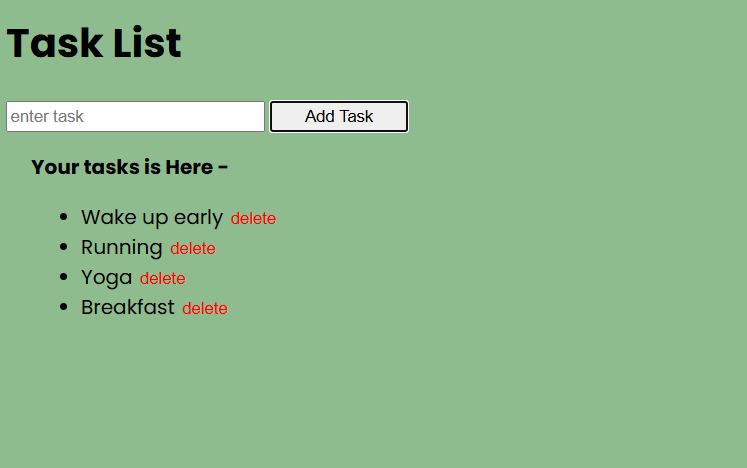 Task List
enter task Add Task
Your tasks is Here -
Wake up early delete
Running delete
Yoga delete
Breakfast delete